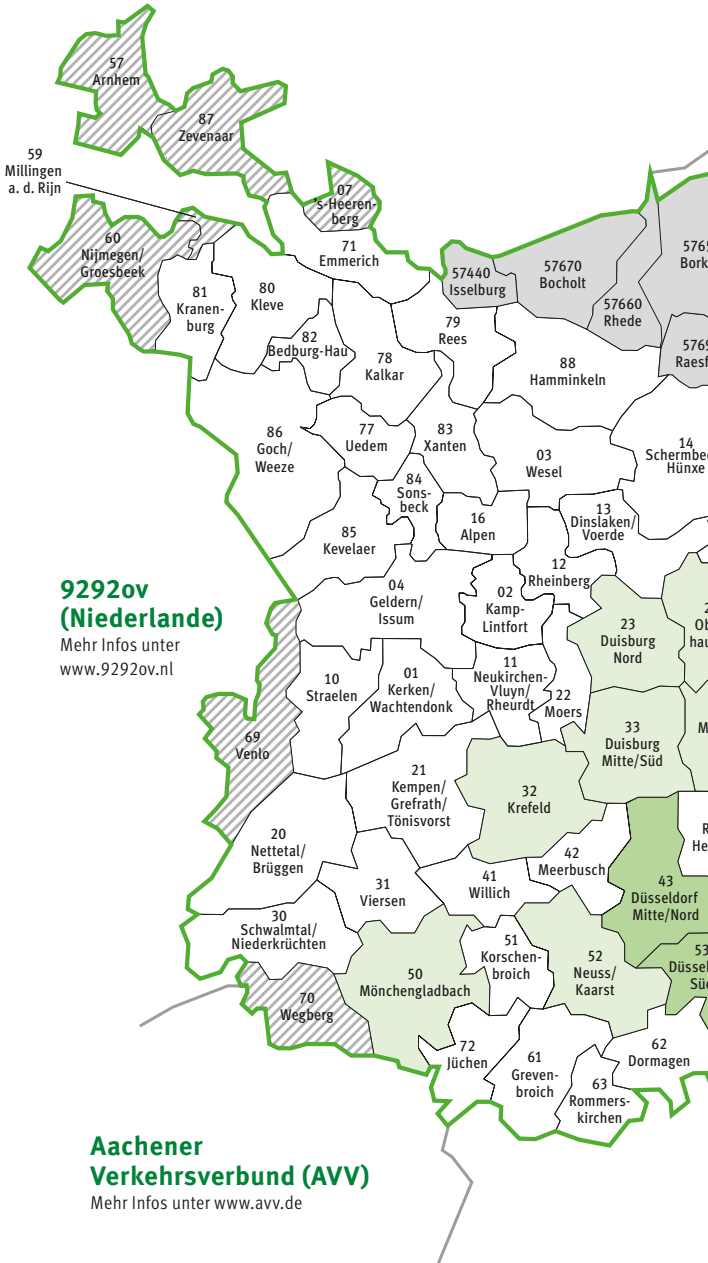 57
Arnhem
87
Zevenaar
59
Millingen
a. d. Rijn
07
's-Heeren-
berg
60
Nijmegen/
Groesbeek
71
Emmerich
57440
Isselburg
57670
Bocholt
57660
Rhede
81
Kranen-
burg
80
Kleve
82
Bedburg-Hau
78
Kalkar
79
Rees
88
Hamminkeln
86
Goch/
Weeze
77
Uedem
83
Xanten
03
Wesel
14
Hünxe
84
Sons-
beck
16
Alpen
13
Dinslaken/
Voerde
85
Kevelaer
12
Rheinberg
04
Geldern/
Issum
02
Kamp-
Lintfort
9292ov
(Niederlande)
Mehr Infos unter
www.9292ov.nl
23
Duisburg
Nord
10
Straelen
01
Kerken/
Wachtendonk
11
Neukirchen-
Vluyn/
Rheurdt
22
Moers
69
Venlo
33
Duisburg
Mitte/Süd
21
Kempen/
Grefrath/
Tönisvorst
32
Krefeld
20
Nettetal/
Brüggen
42
Meerbusch
31
Viersen
41
Willich
43
Düsseldorf
Mitte/Nord
30
Schwalmtal/
Niederkrüchten
51
Korschen-
broich
52
Neuss/
Kaarst
53
50
Mönchengladbach
70
Wegberg
72
Jüchen
61
Greven-
broich
62
Dormagen
63
Rommers-
kirchen
Aachener
Verkehrsverbund (AVV)
Mehr Infos unter www.avv.de